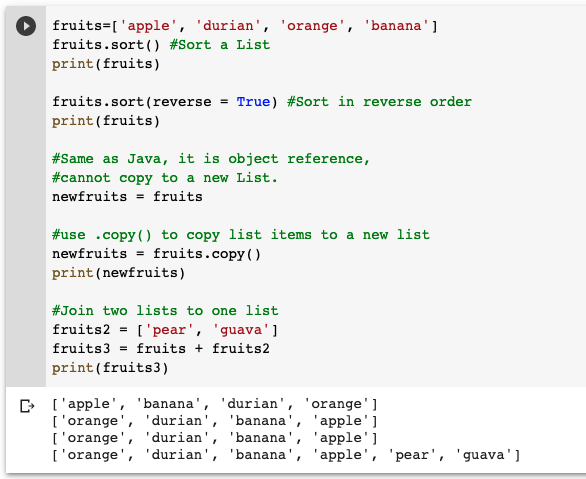 fruits=['apple', 'durian', 'orange', 'banana']
fruits.sort() #Sort a List
print(fruits)
fruits.sort(reverse = True) #Sort in reverse order
print(fruits)
#Same as Java, it is object reference,
#cannot copy to a new List.
newfruits = fruits
#use .copy() to copy list items to a new list
newfruits = fruits.copy()
print(newfruits)
#Join two lists to one list
fruits2 = ['pear', 'guava']
fruits3 = fruits + fruits2
print(fruits3)
['apple', 'banana', 'durian', 'orange']
['orange', 'durian', 'banana', 'apple']
['orange', 'durian', 'banana', 'apple']
['orange', 'durian', 'banana', 'apple', 'pear', 'guava']